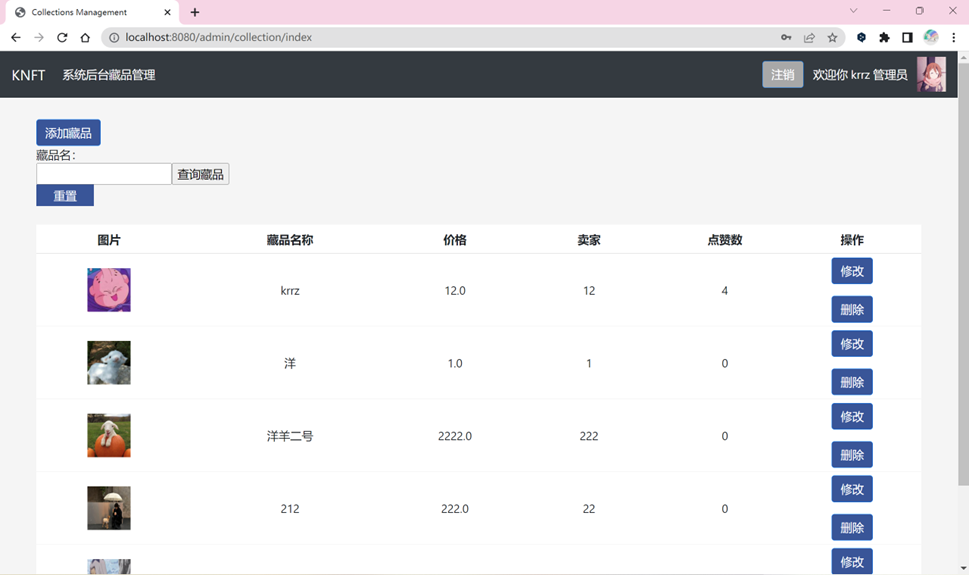 Collections Management
localhost:8080/admin/collection/index
KNFT 系统后台藏品管理 注销 欢迎你 krrz 管理员
添加藏品
藏品名:
查询藏品
重置
图片 藏品名称 价格 卖家 点赞数 操作
krrz 12.0 12 4 修改
删除
洋 1.0 1 0 修改
删除
洋羊二号 2222.0 222 0 修改
删除
212 222.0 22 0 修改
删除
修改